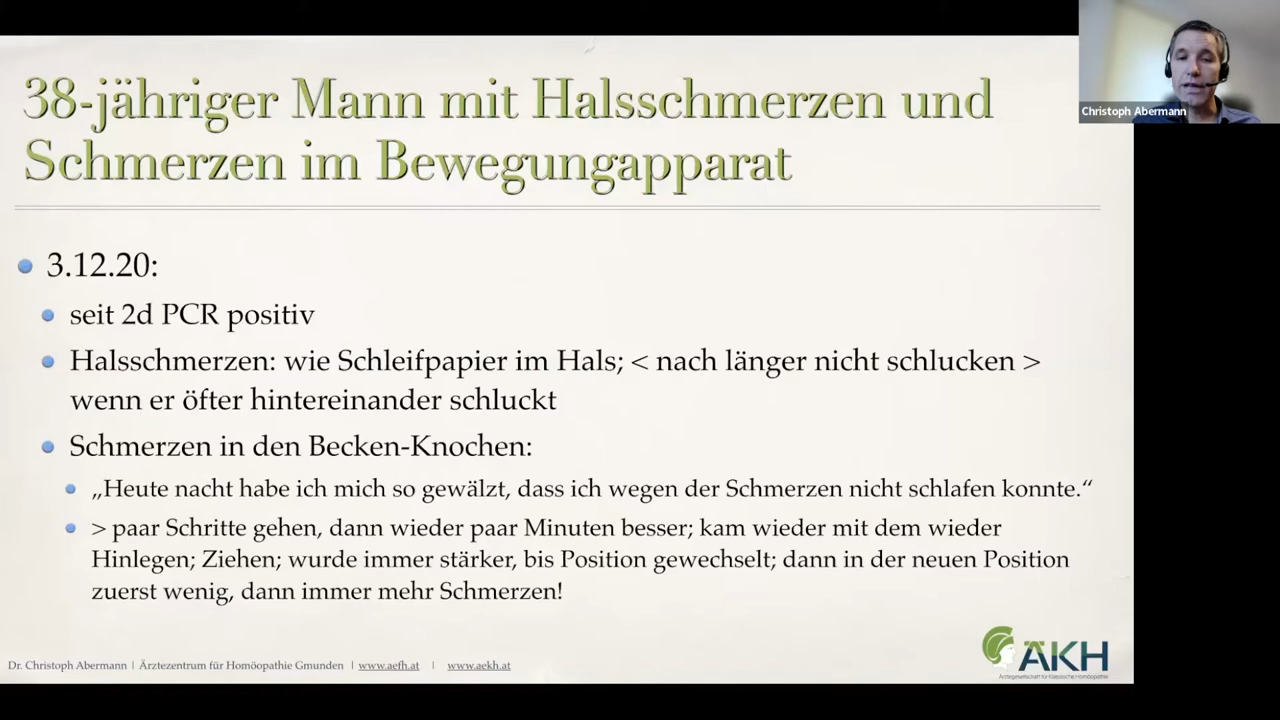 38-jähriger Mann mit Halsschmerzen und
Schmerzen im Bewegungapparat
Christoph Abermann
3.12.20:
seit 2d PCR positiv
Halsschmerzen: wie Schleifpapier im Hals; < nach länger nicht schlucken >
wenn er öfter hintereinander schluckt
Schmerzen in den Becken-Knochen:
„Heute nacht habe ich mich so gewälzt, dass ich wegen der Schmerzen nicht schlafen konnte.“
> paar Schritte gehen, dann wieder paar Minuten besser; kam wieder mit dem wieder
Hinlegen; Ziehen; wurde immer stärker, bis Position gewechselt; dann in der neuen Position
zuerst wenig, dann immer mehr Schmerzen!
Dr. Christoph Abermann | Ärztezentrum für Homöopathie Gmunden | www.aefh.at | www.aekh.at
ÄKH
Ärztegesellschaft für Klassische Homöopathie